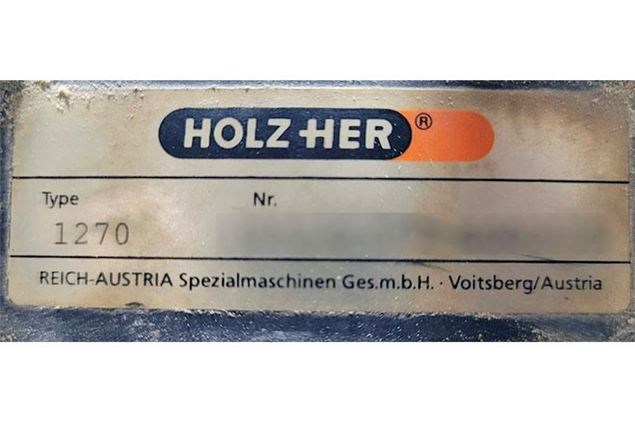 HOLZ-HER®
Type Nr.
1270
REICH-AUSTRIA Spezialmaschinen Ges.m.b.H. · Voitsberg/Austria